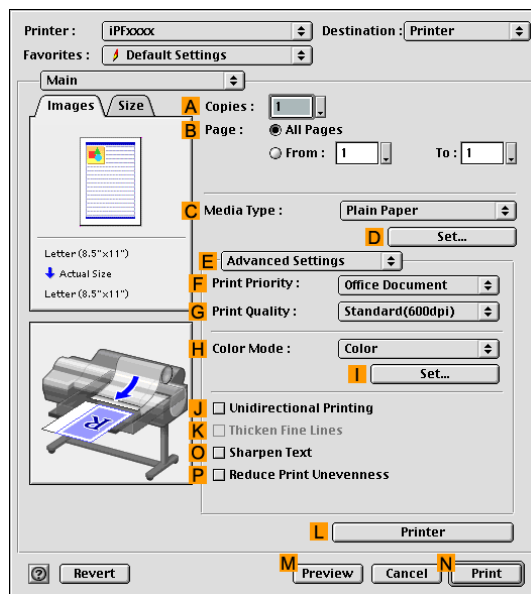 Printer : iPFxxxx Destination : Printer
Favorites : Default Settings
Main
Images Size
A Copies : 1
B Page : All Pages
From : 1 To : 1
C Media Type : Plain Paper
D Set...
Letter (8.5"x11")
Actual Size
Letter (8.5"x11")
E Advanced Settings
F Print Priority : Office Document
G Print Quality : Standard(600dpi)
H Color Mode : Color
I Set...
R
J Unidirectional Printing
K Thicken Fine Lines
O Sharpen Text
P Reduce Print Unevenness
L Printer
? Revert M Preview Cancel N Print